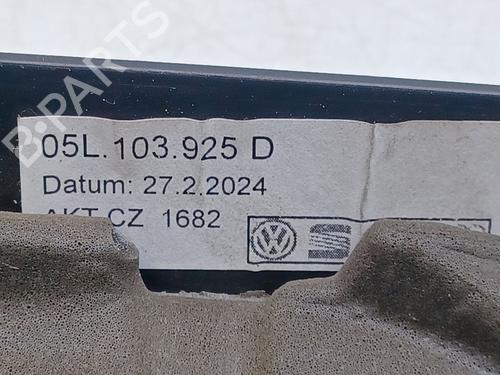 B-PARTS
05L.103.925 D
Datum: 27.2.2024
AKT CZ 1682